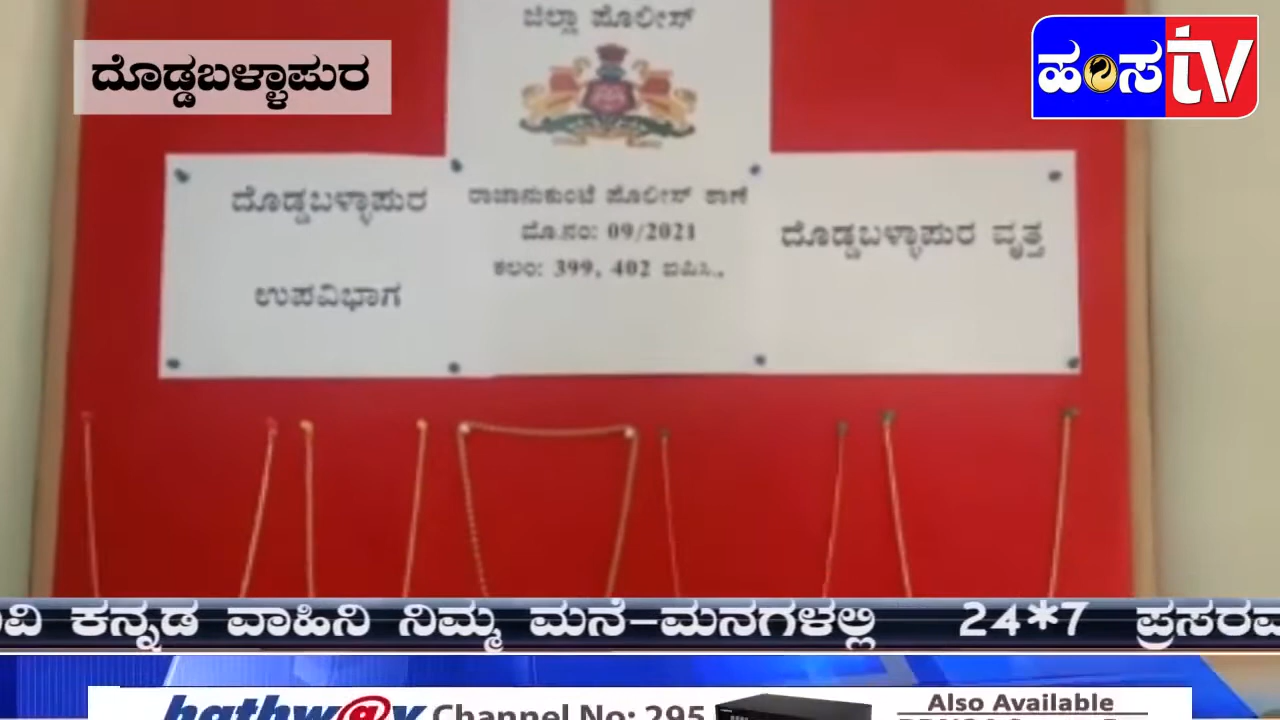 ದೊಡ್ಡಬಳ್ಳಾಪುರ
ಹಂಸ tv
ಜಿಲ್ಲಾ ಪೊಲೀಸ್
ದೊಡ್ಡಬಳ್ಳಾಪುರ
ಉಪವಿಭಾಗ
ರಾಜಾನುಕುಂಟೆ ಪೊಲೀಸ್ ಠಾಣೆ
ಮೊ.ನಂ: 09/2021
ಕಲಂ: 399, 402 ಐಪಿಸಿ.,
ದೊಡ್ಡಬಳ್ಳಾಪುರ ವೃತ್ತ
ಕನ್ನಡ ವಾಹಿನಿ ನಿಮ್ಮ ಮನೆ-ಮನಗಳಲ್ಲಿ 24*7
hathw@y Channel No: 295
Also Available